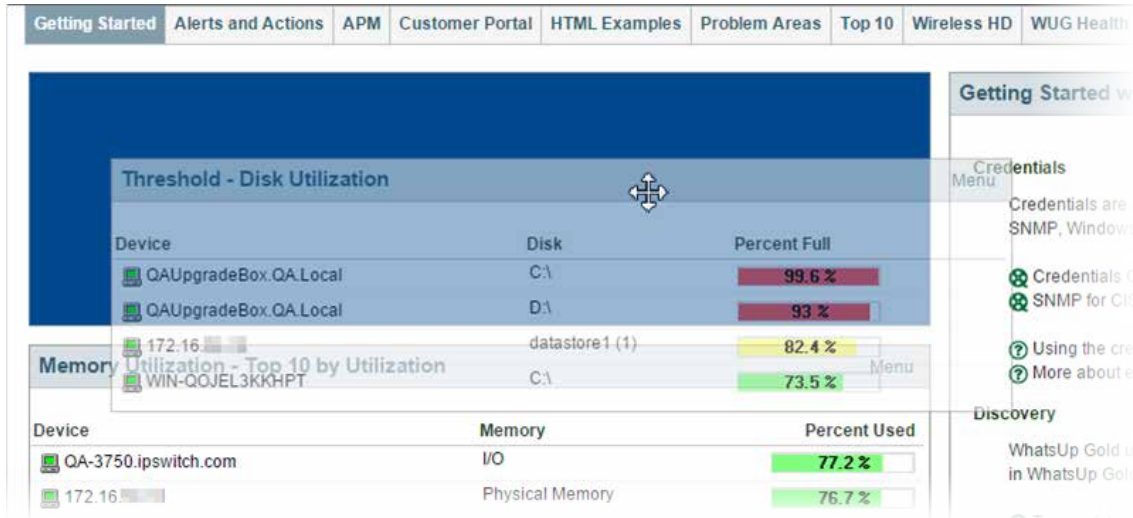 Getting Started Alerts and Actions APM Customer Portal HTML Examples Problem Areas Top 10 Wireless HD WUG Health
Threshold - Disk Utilization Menu
Device Disk Percent Full
QAUpgradeBox.QA.Local C:\ 99.6 %
QAUpgradeBox.QA.Local D:\ 93 %
172.16. datastore1 (1) 82.4 %
WIN-QOJEL3KKHPT C:\ 73.5 %
Memory Utilization - Top 10 by Utilization Menu
Device Memory Percent Used
QA-3750.ipswitch.com I/O 77.2 %
172.16. Physical Memory 76.7 %
Getting Started
Credentials
Credentials are
SNMP, Window
Credentials
SNMP for
Using the
More about
Discovery
WhatsUp Gold
in WhatsUp